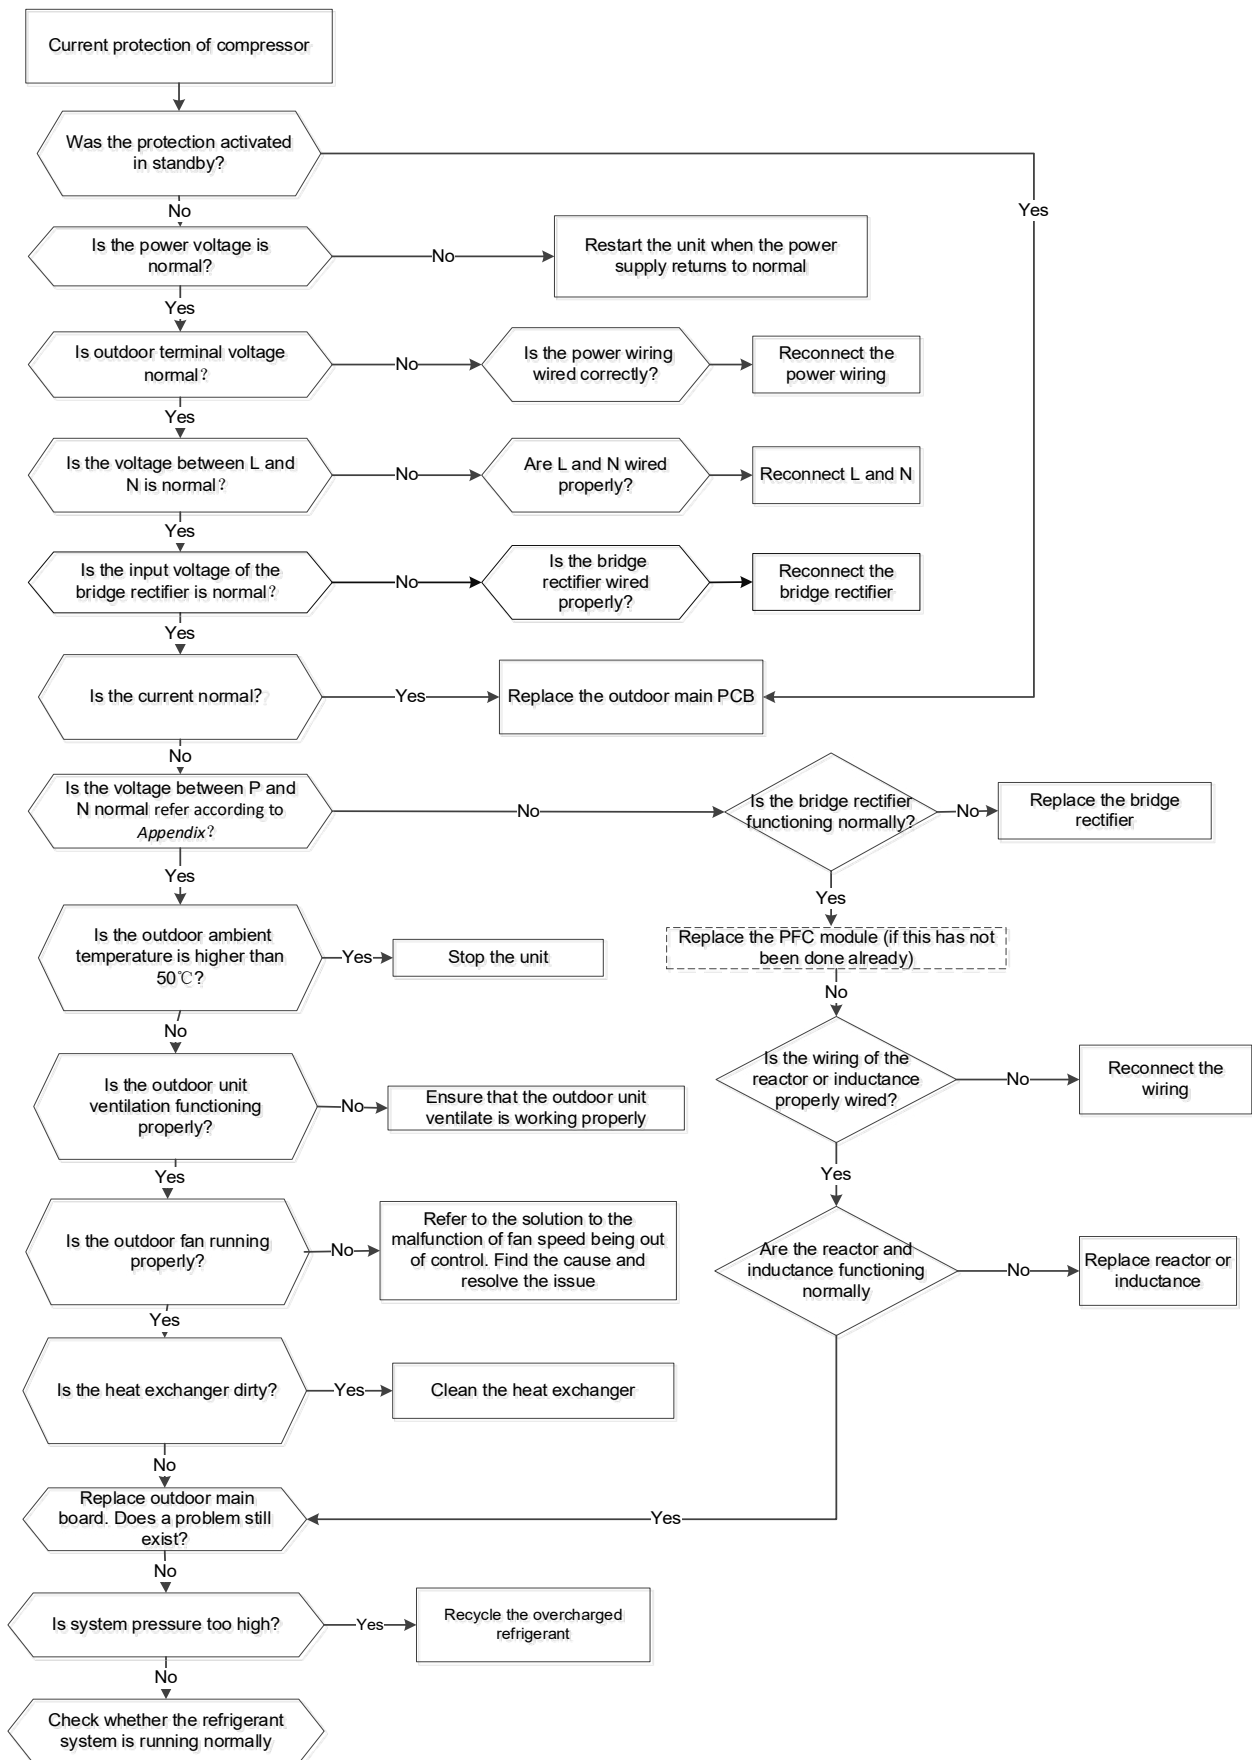 Current protection of compressor
Was the protection activated
in standby?
Yes
No
Is the power voltage is
normal?
No
Restart the unit when the power
supply returns to normal
Yes
Is outdoor terminal voltage
normal?
No
Is the power wiring
wired correctly?
Reconnect the
power wiring
Yes
Is the voltage between L and
N is normal?
No
Are L and N wired
properly?
Reconnect L and N
Yes
Is the input voltage of the
bridge rectifier is normal?
No
Is the bridge
rectifier wired
properly?
Reconnect the
bridge rectifier
Yes
Is the current normal?
Yes
Replace the outdoor main PCB
No
Is the voltage between P and
N normal refer according to
Appendix?
No
Is the bridge rectifier
functioning normally?
No
Replace the bridge
rectifier
Yes
Yes
Replace the PFC module (if this has not
been done already)
Is the outdoor ambient
temperature is higher than
50℃?
Yes
Stop the unit
No
No
Is the wiring of the
reactor or inductance
properly wired?
No
Reconnect the
wiring
Is the outdoor unit
ventilation functioning
properly?
No
Ensure that the outdoor unit
ventilate is working properly
Yes
Yes
Is the outdoor fan running
properly?
No
Refer to the solution to the
malfunction of fan speed being out
of control. Find the cause and
resolve the issue
Are the reactor and
inductance functioning
normally
No
Replace reactor or
inductance
Yes
Is the heat exchanger dirty?
Yes
Clean the heat exchanger
No
Replace outdoor main
board. Does a problem still
exist?
Yes
No
Is system pressure too high?
Yes
Recycle the overcharged
refrigerant
No
Check whether the refrigerant
system is running normally